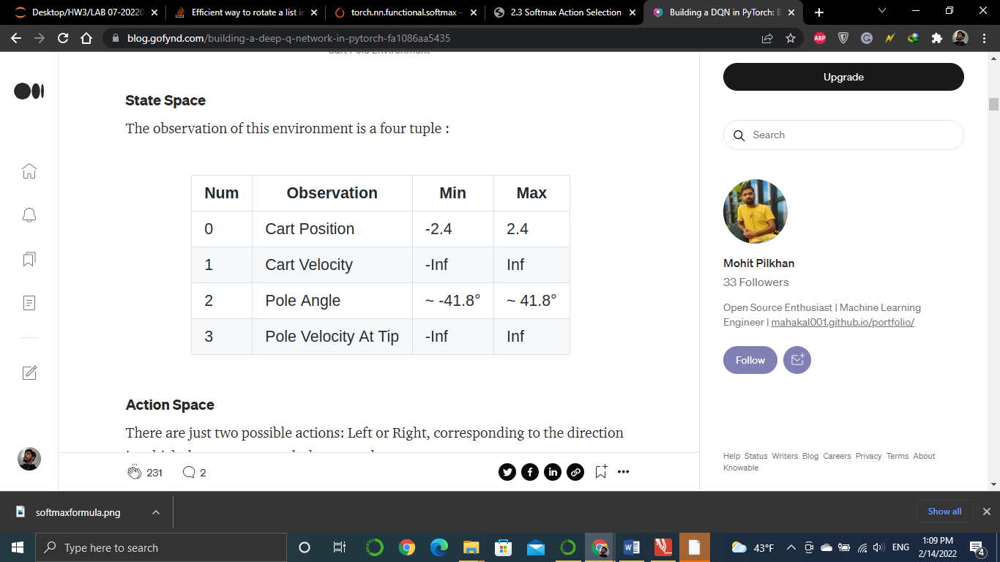 Desktop/HW3/LAB 07-20220
Efficient way to rotate a list in
torch.nn.functional.softmax —
2.3 Softmax Action Selection
Building a DQN in PyTorch: B
blog.gofynd.com/building-a-deep-q-network-in-pytorch-fa1086aa5435
ABP
Cart Pole Environment
State Space
The observation of this environment is a four tuple :
Num Observation Min Max
0 Cart Position -2.4 2.4
1 Cart Velocity -Inf Inf
2 Pole Angle ~ -41.8° ~ 41.8°
3 Pole Velocity At Tip -Inf Inf
Action Space
There are just two possible actions: Left or Right, corresponding to the direction
231
2
Upgrade
Search
Mohit Pilkhan
33 Followers
Open Source Enthusiast | Machine Learning
Engineer | mahakal001.github.io/portfolio/
Follow
Help Status Writers Blog Careers Privacy Terms About
Knowable
softmaxformula.png
Show all
Type here to search
43°F
ENG
1:09 PM
2/14/2022
4